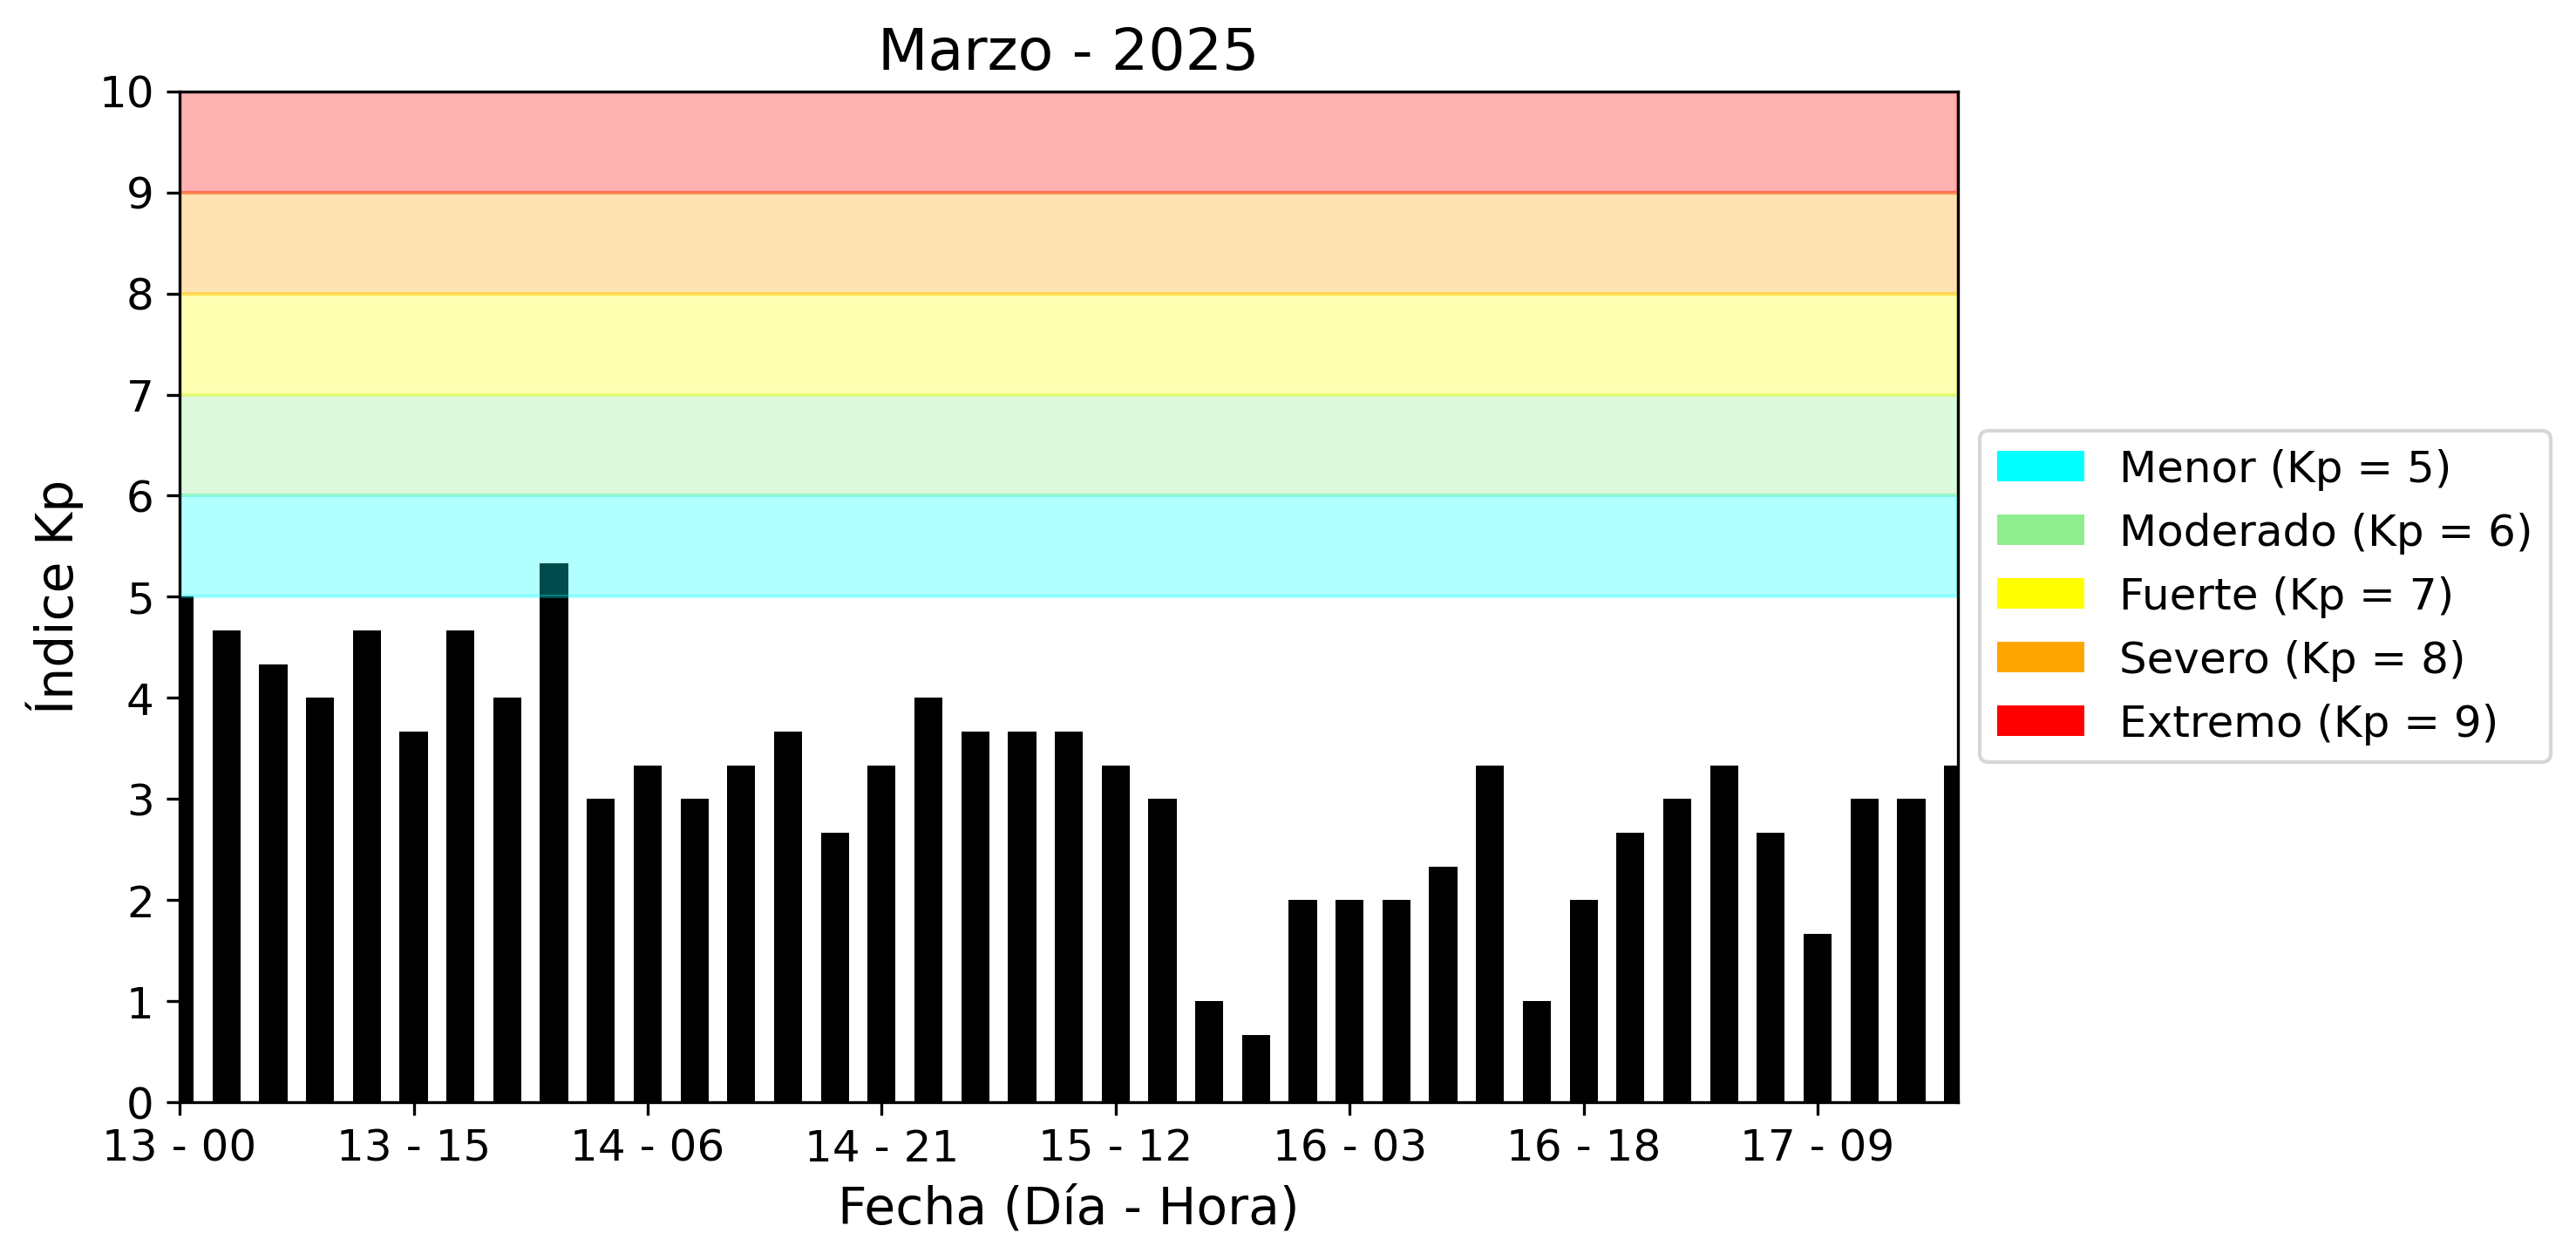 Marzo - 2025
10
9
8
7
6
5
4
3
2
1
0
Índice Kp
13 - 00 13 - 15 14 - 06 14 - 21 15 - 12 16 - 03 16 - 18 17 - 09
Fecha (Día - Hora)
Menor (Kp = 5)
Moderado (Kp = 6)
Fuerte (Kp = 7)
Severo (Kp = 8)
Extremo (Kp = 9)